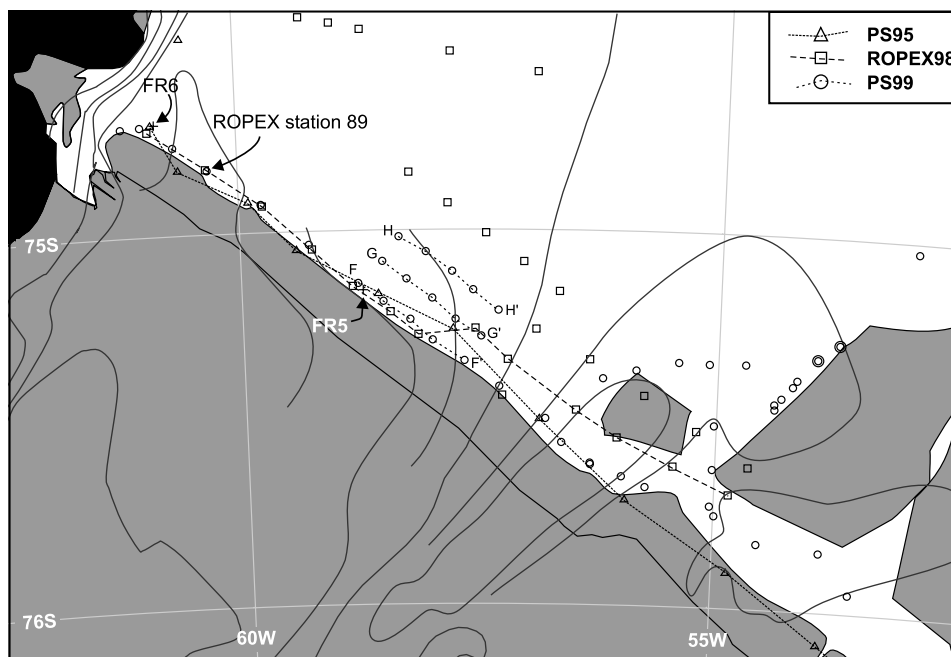 PS95
ROPEX98
PS99
FR6
ROPEX station 89
75S
H
G
F
H'
G'
FR5
F'
76S
60W
55W